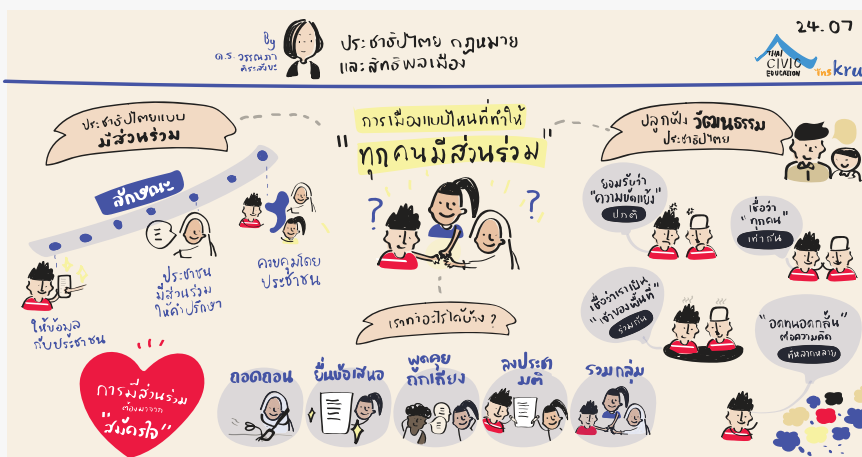 By
ด.ร. วรรณภา
ติระสังขะ
ประชาธิปไตย กฎหมาย
และสิทธิพลเมือง
24.07
THAI
CIVIC
EDUCATION
ประชาธิปไตยแบบ
มีส่วนร่วม
ลักษณะ
ให้ข้อมูล
กับประชาชน
ประชาชน
มีส่วนร่วม
ให้คำปรึกษา
ควบคุมโดย
ประชาชน
การมีส่วนร่วม
ต้องมาจาก
"สมัครใจ"
การเมืองแบบไหนที่ทำให้
"ทุกคนมีส่วนร่วม"
?
?
เราทำอะไรได้บ้าง ?
ถอดถอน
ยื่นข้อเสนอ
พูดคุย
ถกเถียง
ลงประชา
มติ
รวมกลุ่ม
ปลูกฝัง วัฒนธรรม
ประชาธิปไตย
ยอมรับว่า
"ความขัดแย้ง"
ปกติ
เชื่อว่า
"ทุกคน"
เท่ากัน
เชื่อว่าเราเป็น
"เจ้าของพื้นที่"
ร่วมกัน
"อดทนอดกลั้น"
ต่อความคิด
ที่หลากหลาย